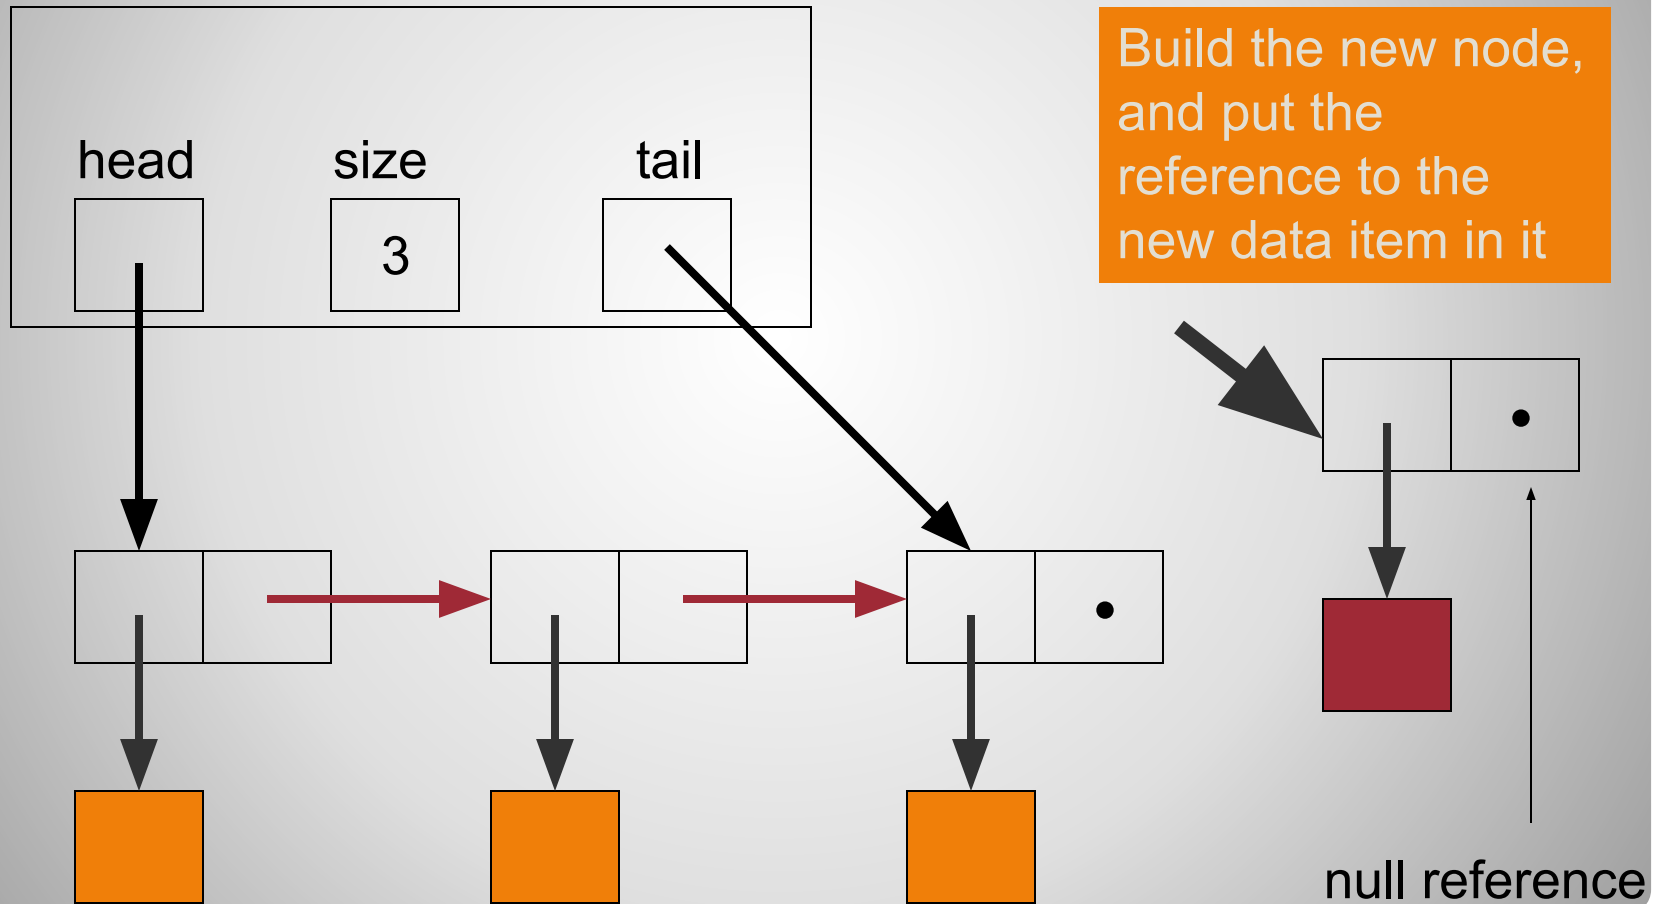 head size tail
3
Build the new node,
and put the
reference to the
new data item in it
null reference